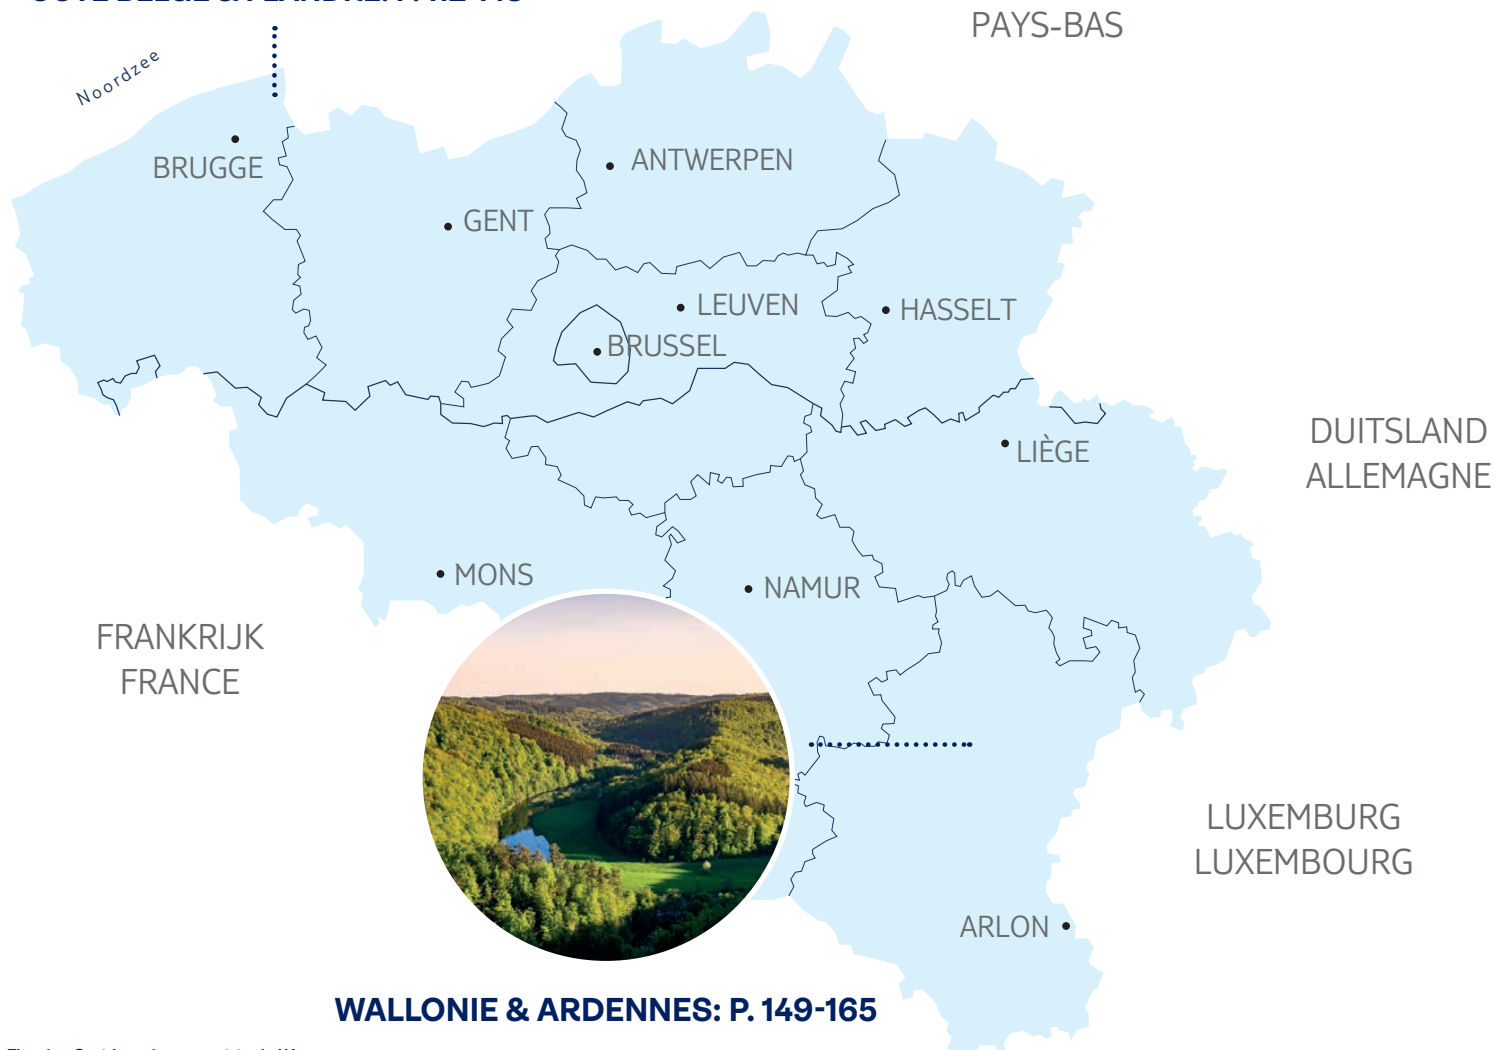 PAYS-BAS
Noordzee
BRUGGE
ANTWERPEN
GENT
LEUVEN
HASSELT
BRUSSEL
LIÈGE
DUITSLAND
ALLEMAGNE
MONS
NAMUR
FRANKRIJK
FRANCE
LUXEMBURG
LUXEMBOURG
ARLON
WALLONIE & ARDENNES: P. 149-165